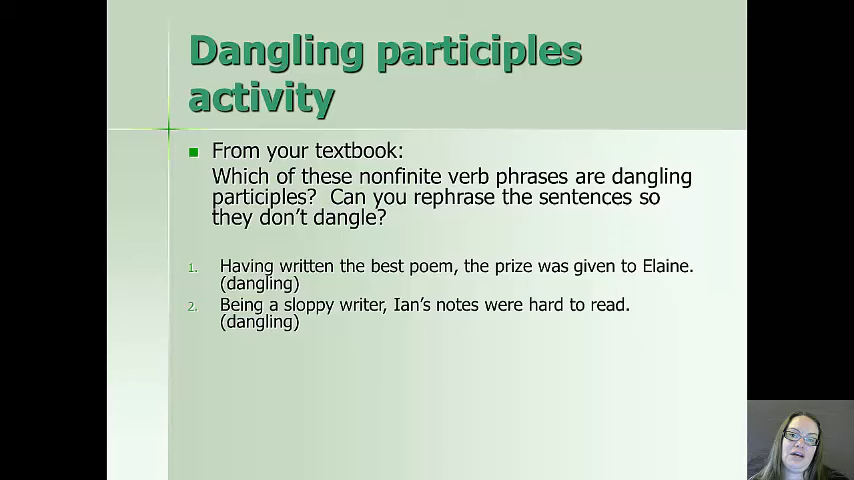 Dangling participles
activity
From your textbook:
Which of these nonfinite verb phrases are dangling
participles? Can you rephrase the sentences so
they don't dangle?
1. Having written the best poem, the prize was given to Elaine.
(dangling)
2. Being a sloppy writer, Ian's notes were hard to read.
(dangling)